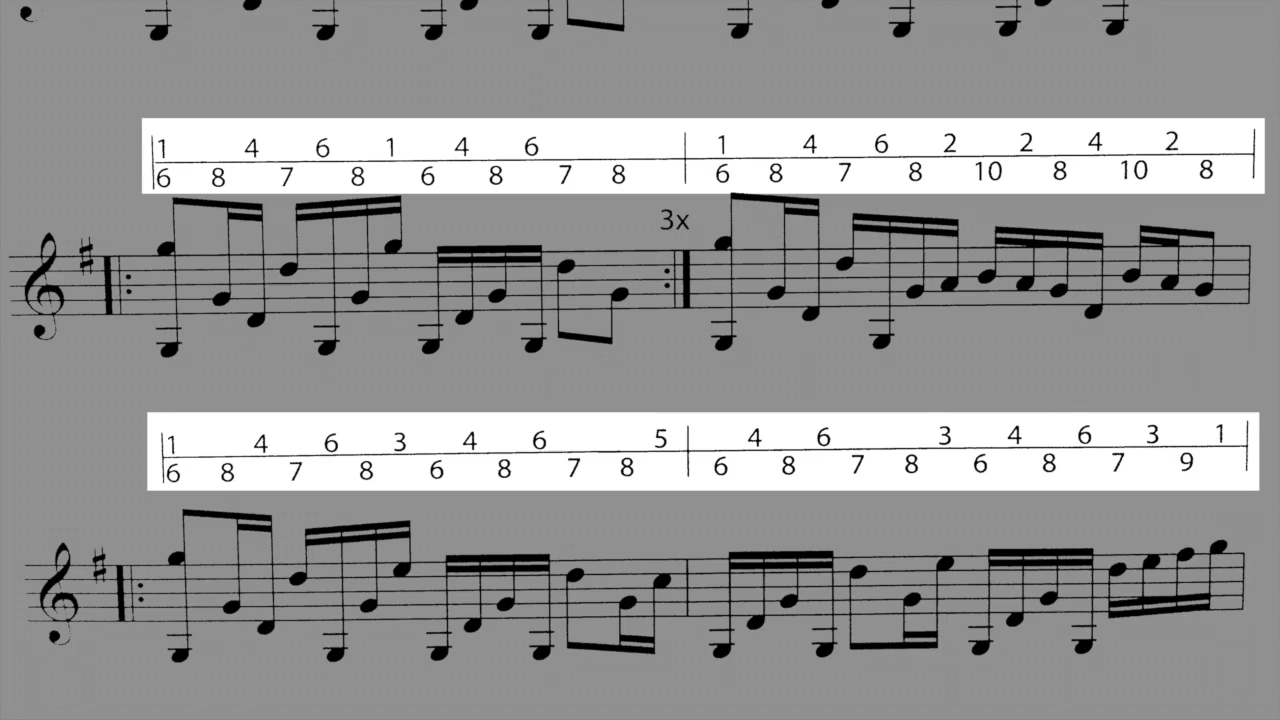 1 4 6 1 4 6 1 4 6 2 2 4 2
6 8 7 8 6 8 7 8 6 8 7 8 10 8 10 8
3x
1 4 6 3 4 6 5 4 6 3 4 6 3 1
6 8 7 8 6 8 7 8 6 8 7 8 6 8 7 9